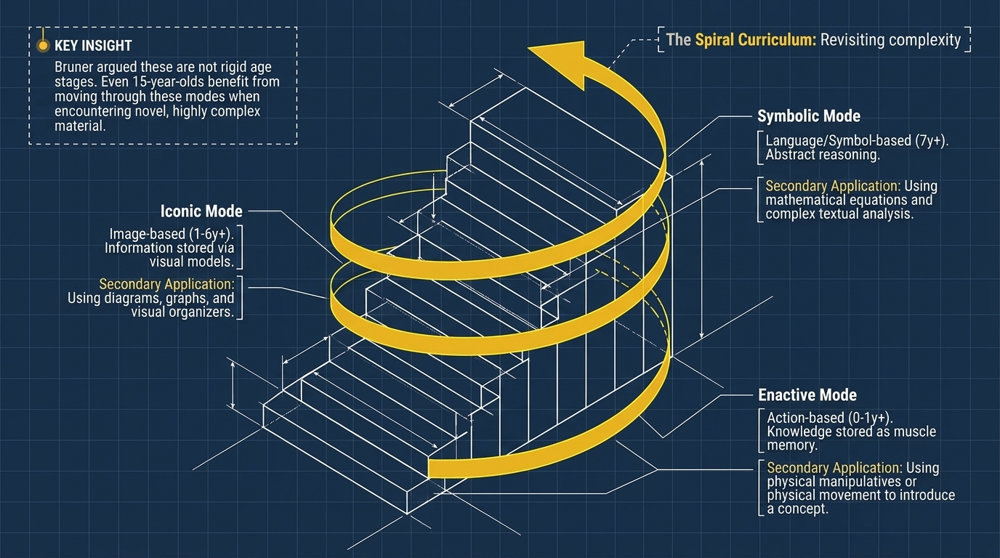 KEY INSIGHT
Bruner argued these are not rigid age
stages. Even 15-year-olds benefit from
moving through these modes when
encountering novel, highly complex
material.
The Spiral Curriculum: Revisiting complexity
Symbolic Mode
Language/Symbol-based (7y+).
Abstract reasoning.
Secondary Application: Using
mathematical equations and
complex textual analysis.
Iconic Mode
Image-based (1-6y+).
Information stored via
visual models.
Secondary Application:
Using diagrams, graphs, and
visual organizers.
Enactive Mode
Action-based (0-1y+).
Knowledge stored as muscle
memory.
Secondary Application: Using
physical manipulatives or
physical movement to introduce
a concept.